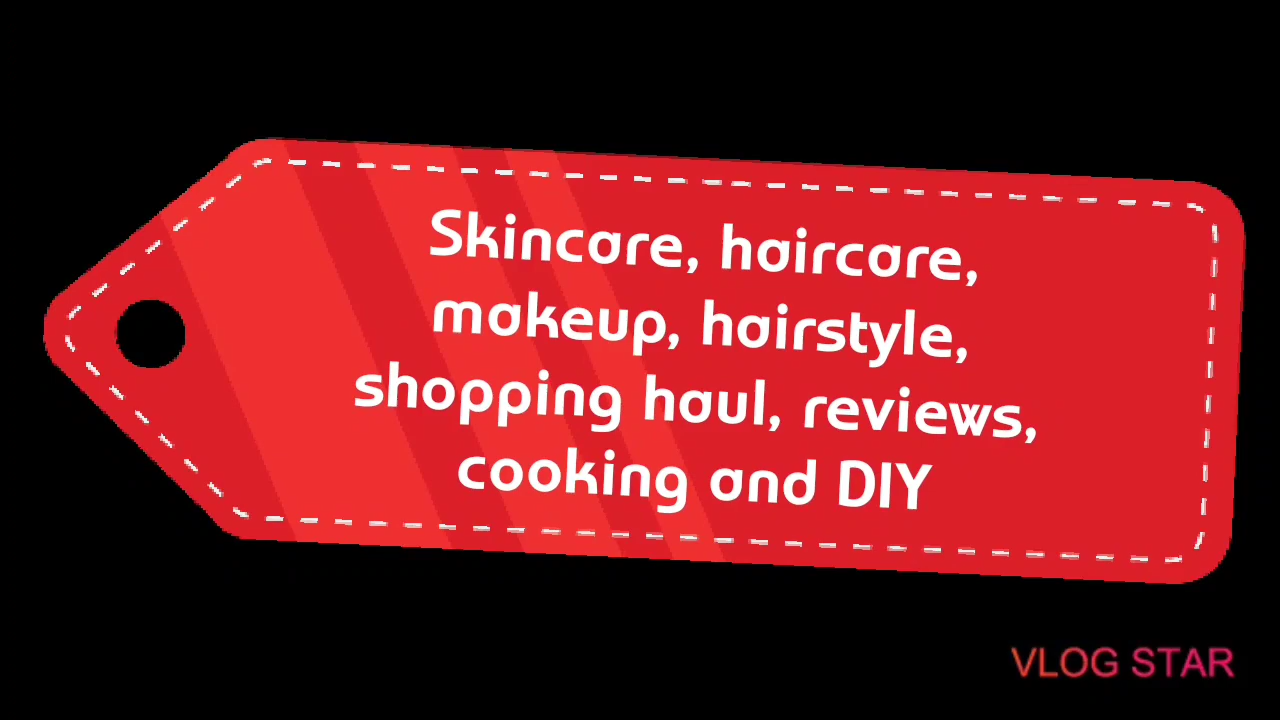 Skincare, haircare,
makeup, hairstyle,
shopping haul, reviews,
cooking and DIY
VLOG STAR